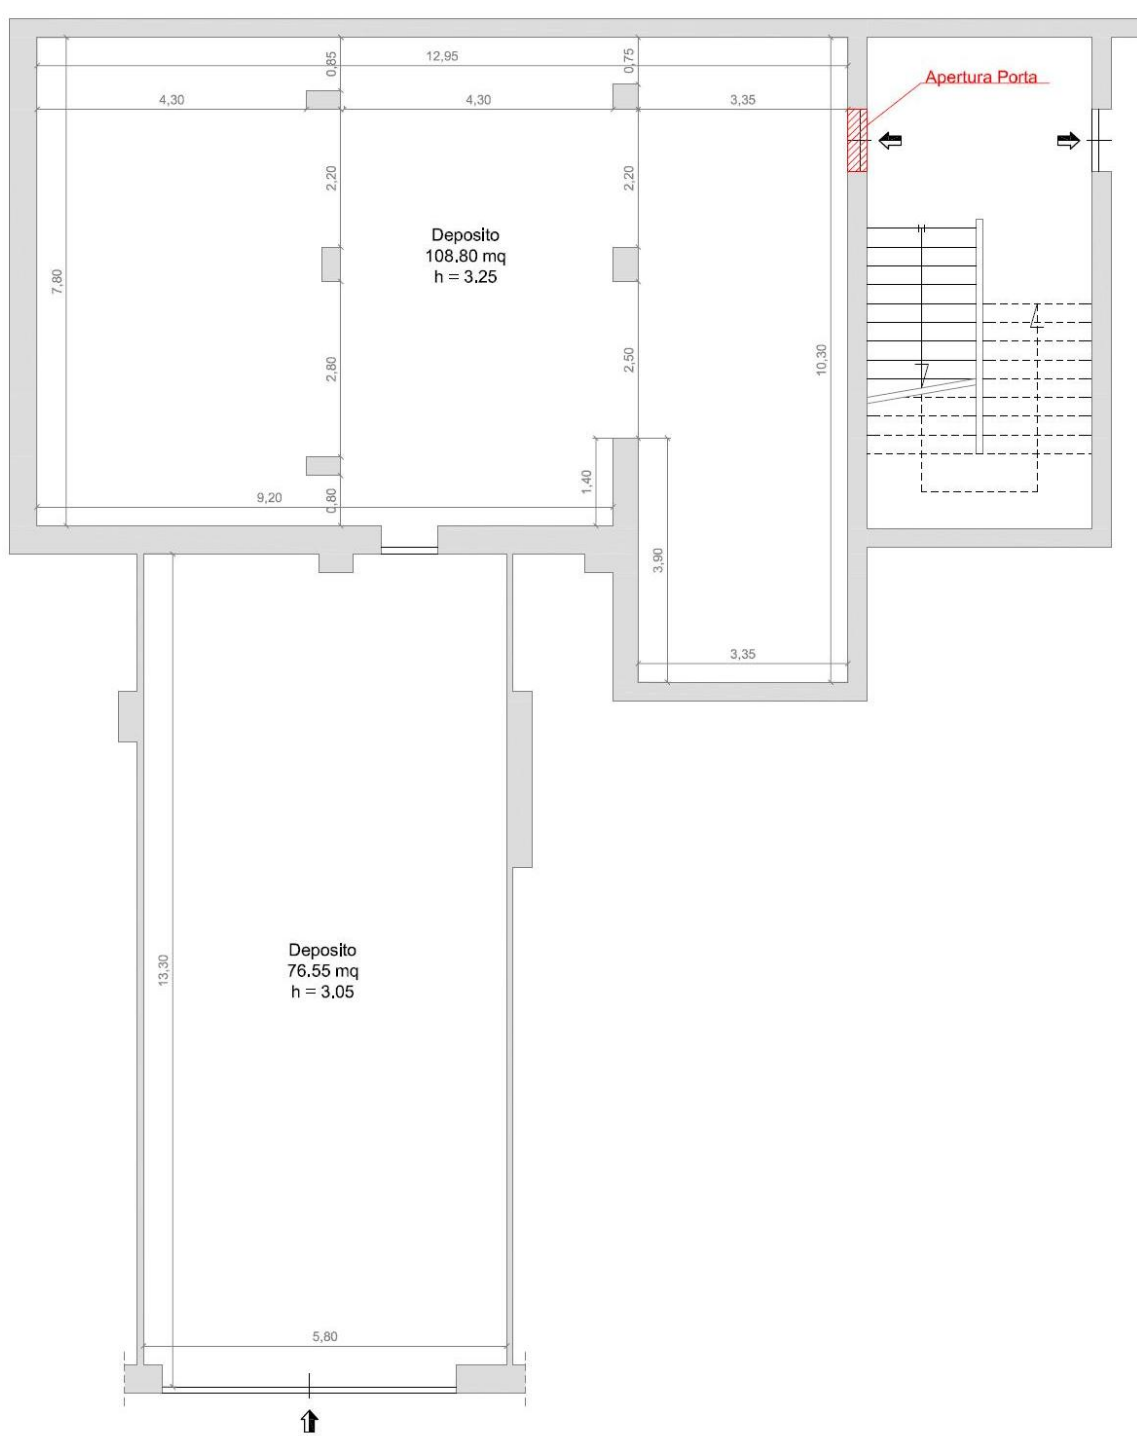 12,95
0,85
0,75
Apertura Porta
4,30
4,30
3,35
2,20
2,20
Deposito
108.80 mq
h = 3.25
7,80
2,80
2,50
10,30
9,20
0,80
1,40
3,90
3,35
13,30
Deposito
76.55 mq
h = 3.05
5,80